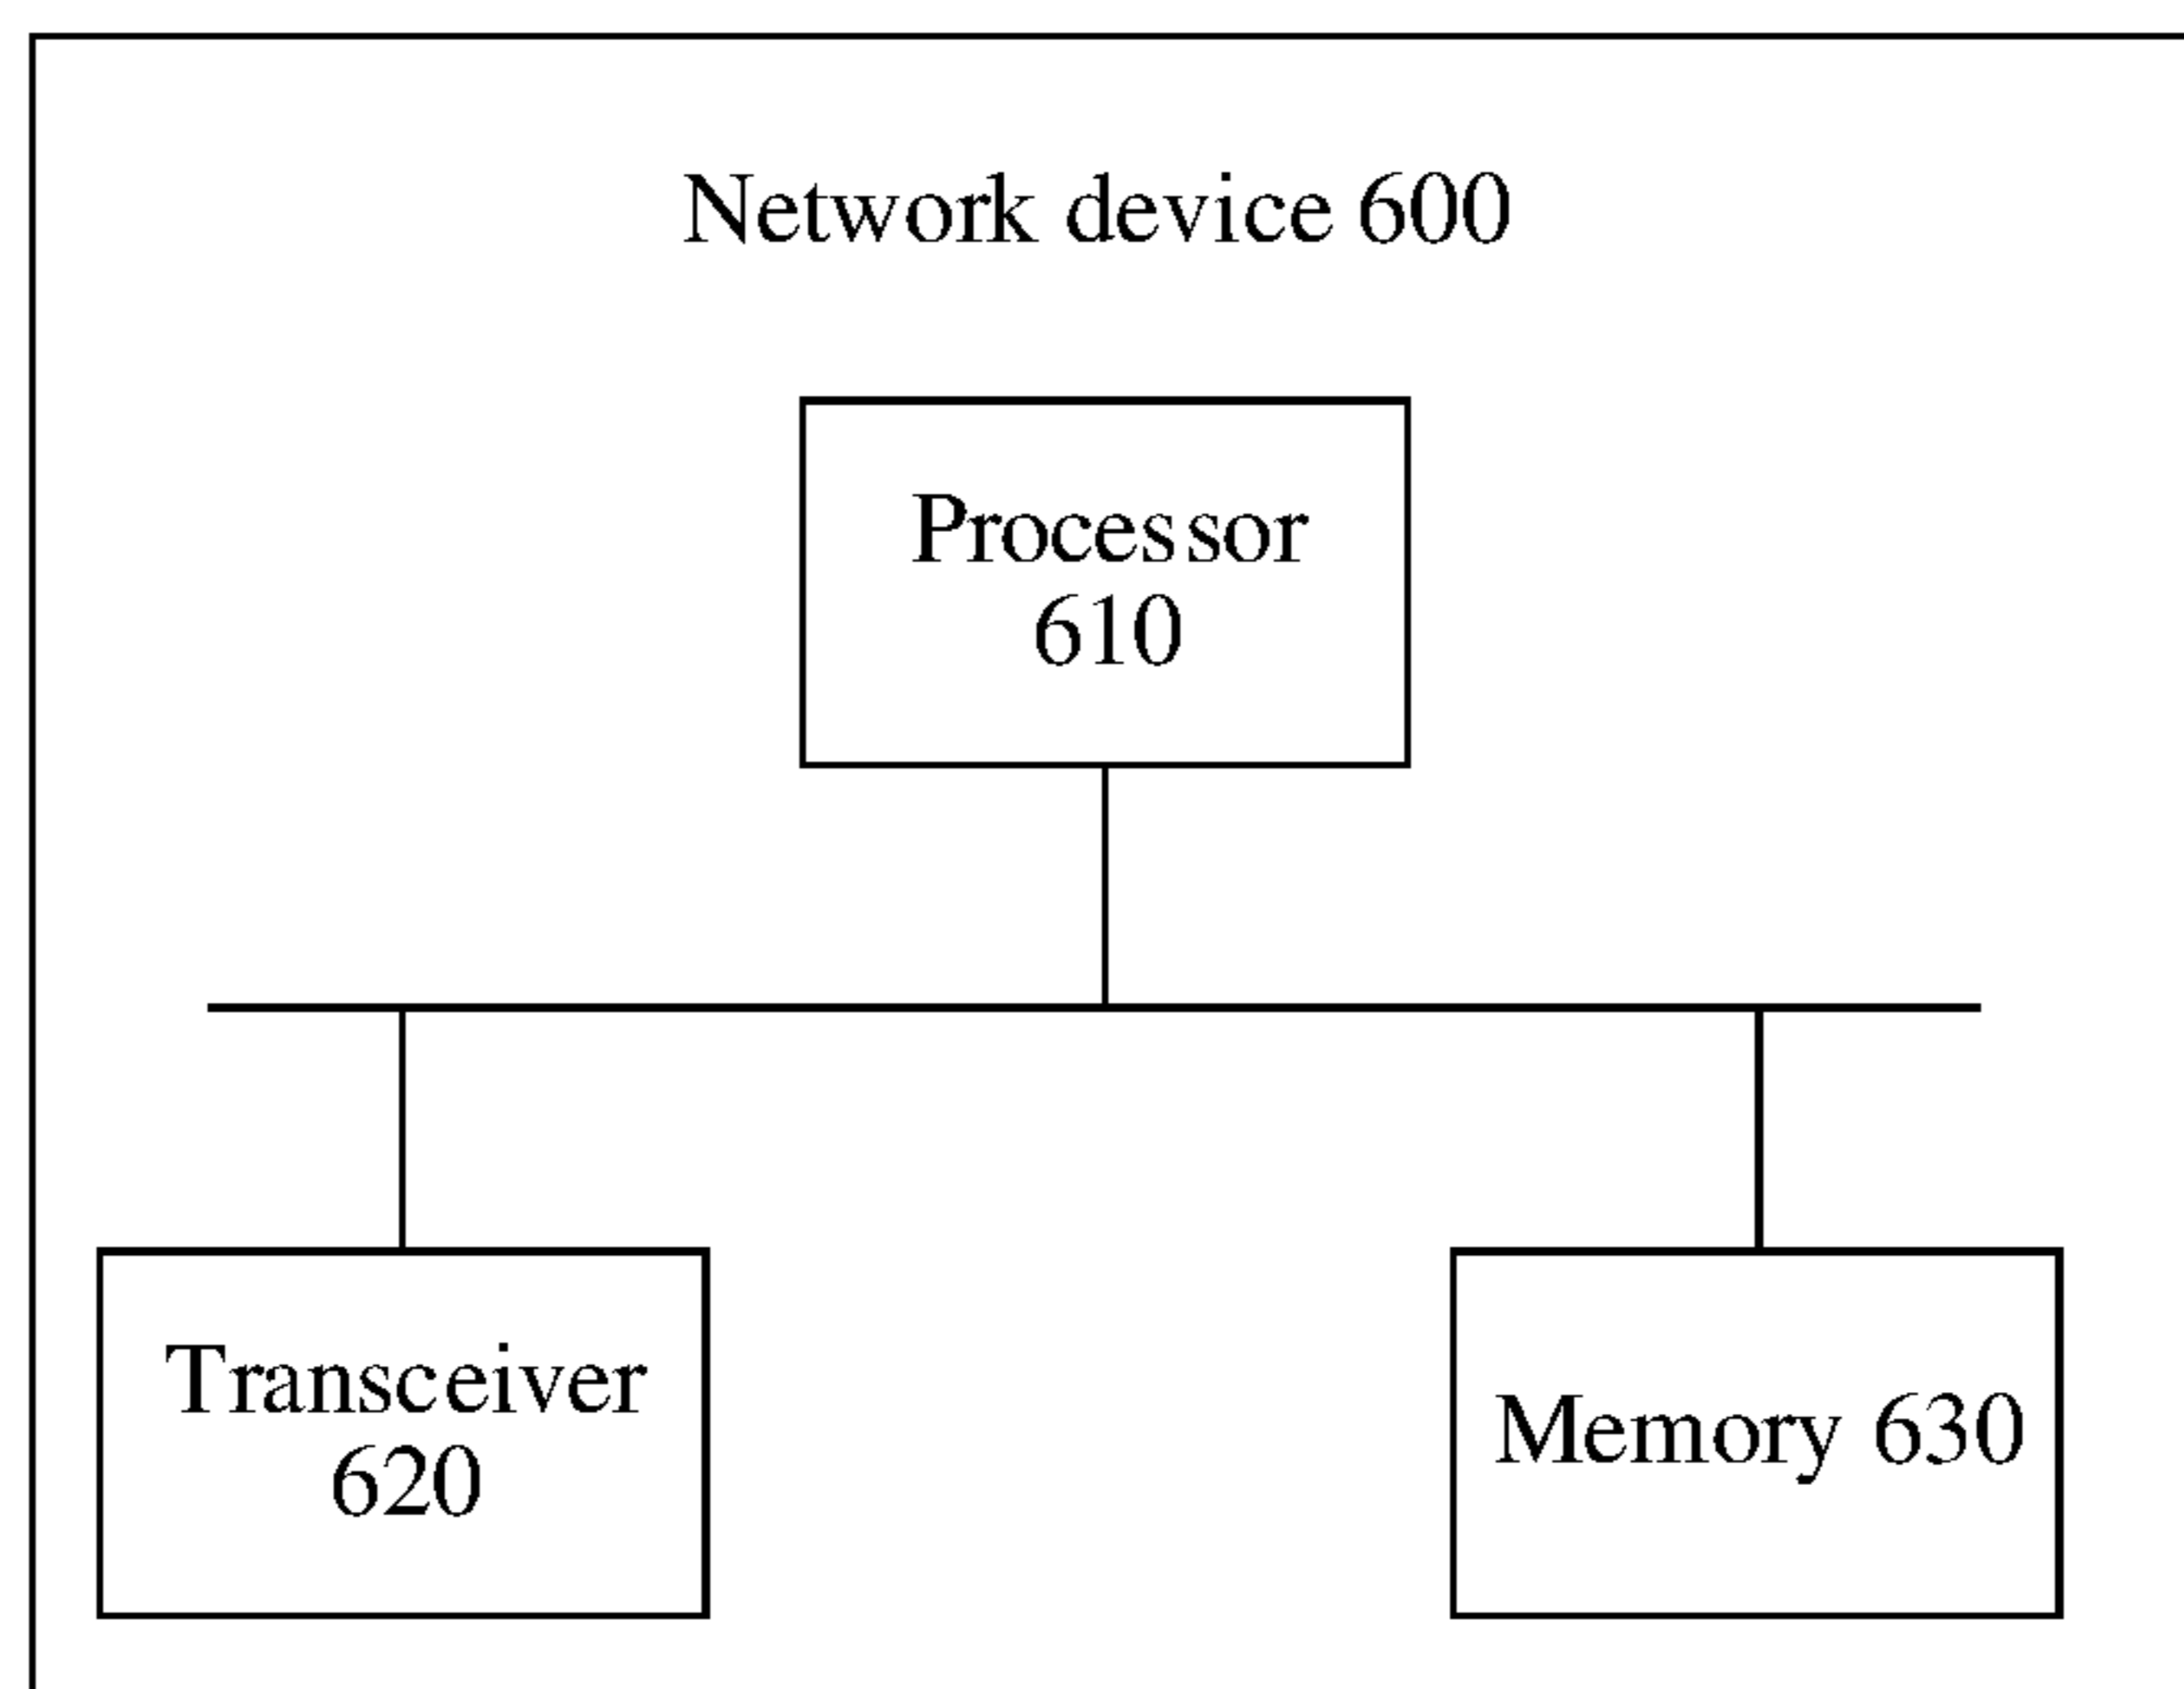 Network device 600
Processor
610
Transceiver
620
Memory 630